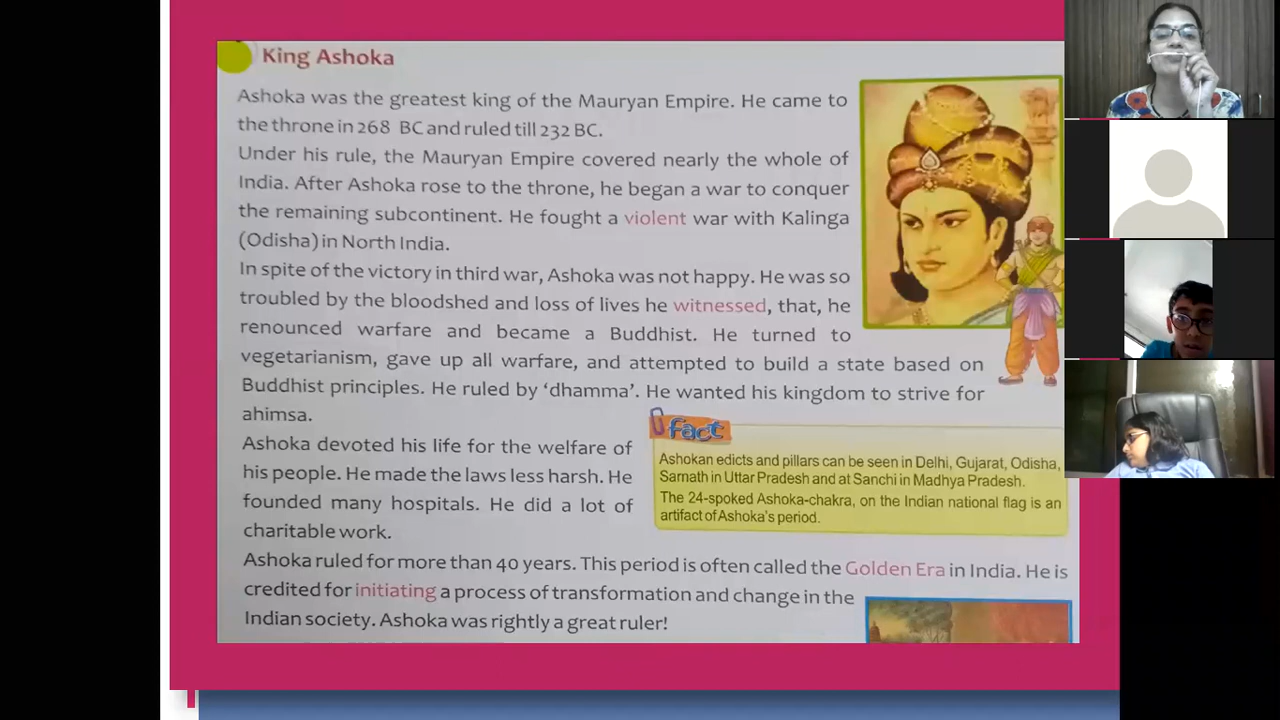 King Ashoka
Ashoka was the greatest king of the Mauryan Empire. He came to
the throne in 268 BC and ruled till 232 BC.
Under his rule, the Mauryan Empire covered nearly the whole of
India. After Ashoka rose to the throne, he began a war to conquer
the remaining subcontinent. He fought a violent war with Kalinga
(Odisha) in North India.
In spite of the victory in third war, Ashoka was not happy. He was so
troubled by the bloodshed and loss of lives he witnessed, that, he
renounced warfare and became a Buddhist. He turned to
vegetarianism, gave up all warfare, and attempted to build a state based on
Buddhist principles. He ruled by ‘dhamma’. He wanted his kingdom to strive for
ahimsa.
Ashoka devoted his life for the welfare of
his people. He made the laws less harsh. He
founded many hospitals. He did a lot of
charitable work.
fact
Ashokan edicts and pillars can be seen in Delhi, Gujarat, Odisha,
Sarnath in Uttar Pradesh and at Sanchi in Madhya Pradesh.
The 24-spoked Ashoka-chakra, on the Indian national flag is an
artifact of Ashoka's period.
Ashoka ruled for more than 40 years. This period is often called the Golden Era in India. He is
credited for initiating a process of transformation and change in the
Indian society. Ashoka was rightly a great ruler!